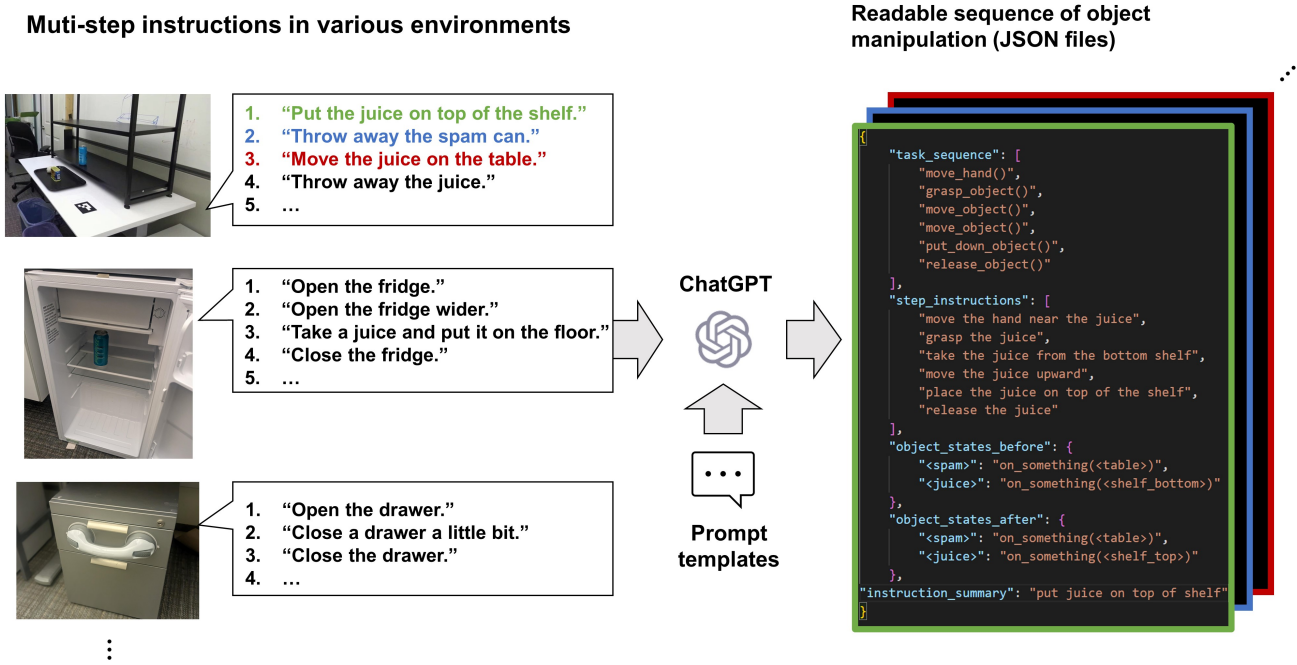 Muti-step instructions in various environments
1. “Put the juice on top of the shelf.”
2. “Throw away the spam can.”
3. “Move the juice on the table.”
4. “Throw away the juice.”
5. …
1. “Open the fridge.”
2. “Open the fridge wider.”
3. “Take a juice and put it on the floor.”
4. “Close the fridge.”
5. …
1. “Open the drawer.”
2. “Close a drawer a little bit.”
3. “Close the drawer.”
4. …
ChatGPT
Prompt
templates
Readable sequence of object
manipulation (JSON files)
{
"task_sequence": [
"move_hand()",
"grasp_object()",
"move_object()",
"move_object()",
"put_down_object()",
"release_object()"
],
"step_instructions": [
"move the hand near the juice",
"grasp the juice",
"take the juice from the bottom shelf",
"move the juice upward",
"place the juice on top of the shelf",
"release the juice"
],
"object_states_before": {
"<spam>": "on_something(<table>)",
"<juice>": "on_something(<shelf_bottom>)"
},
"object_states_after": {
"<spam>": "on_something(<table>)",
"<juice>": "on_something(<shelf_top>)"
},
"instruction_summary": "put juice on top of shelf"
}